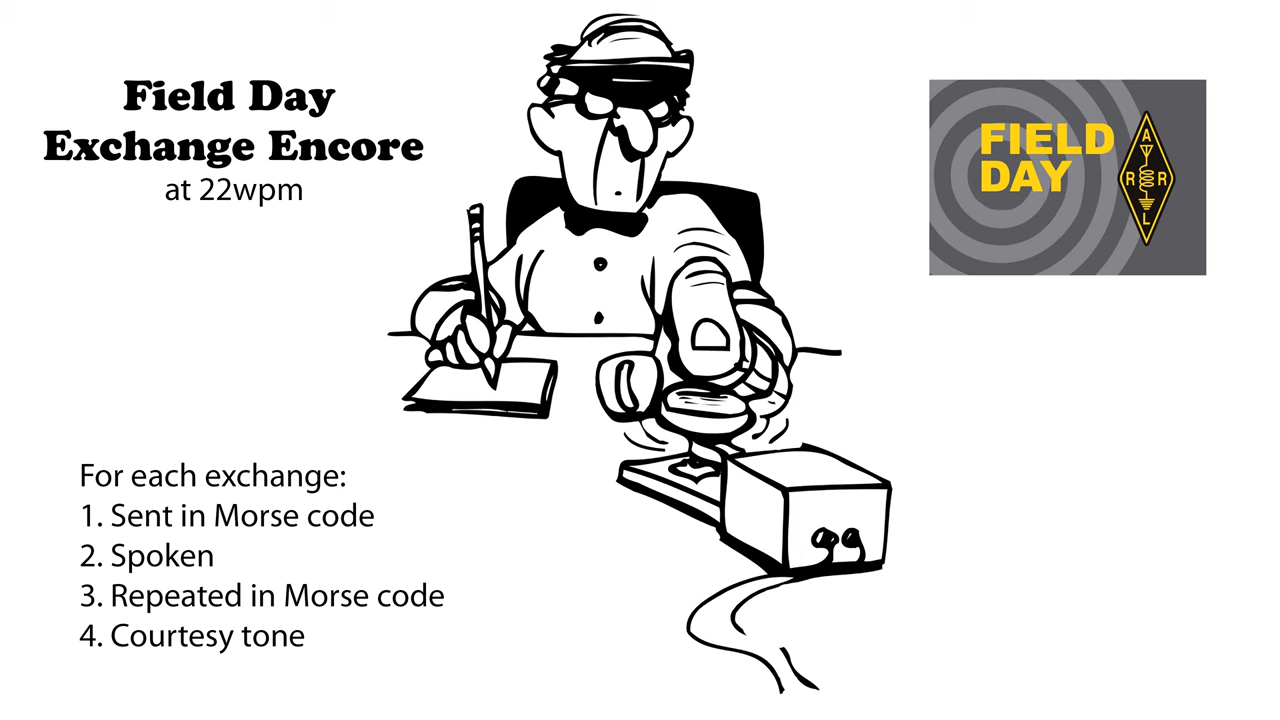 Field Day
Exchange Encore
at 22wpm
FIELD
DAY
A
R R
L
For each exchange:
1. Sent in Morse code
2. Spoken
3. Repeated in Morse code
4. Courtesy tone